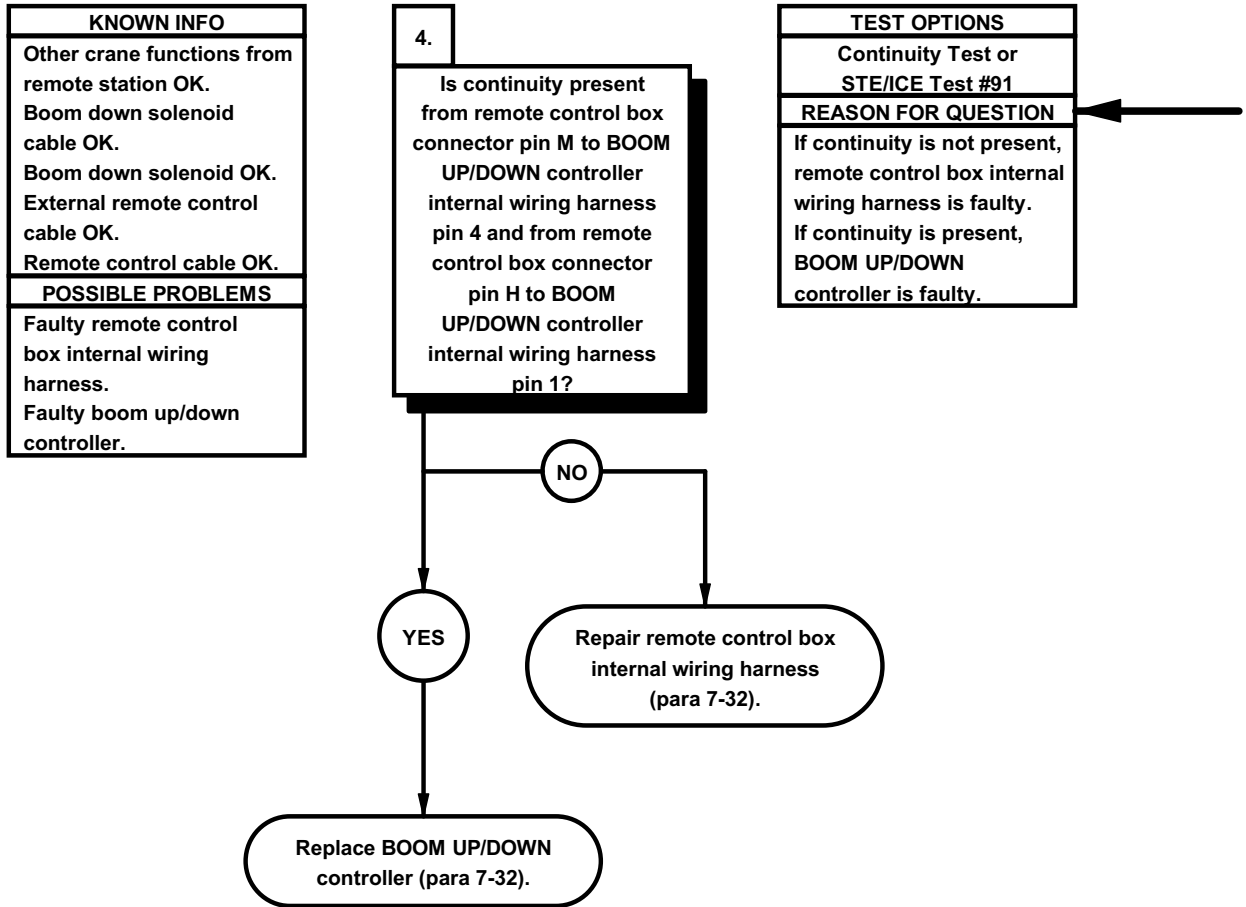 KNOWN INFO
Other crane functions from
remote station OK.
Boom down solenoid
cable OK.
Boom down solenoid OK.
External remote control
cable OK.
Remote control cable OK.
POSSIBLE PROBLEMS
Faulty remote control
box internal wiring
harness.
Faulty boom up/down
controller.
4.
Is continuity present
from remote control box
connector pin M to BOOM
UP/DOWN controller
internal wiring harness
pin 4 and from remote
control box connector
pin H to BOOM
UP/DOWN controller
internal wiring harness
pin 1?
TEST OPTIONS
Continuity Test or
STE/ICE Test #91
REASON FOR QUESTION
If continuity is not present,
remote control box internal
wiring harness is faulty.
If continuity is present,
BOOM UP/DOWN
controller is faulty.
NO
YES
Repair remote control box
internal wiring harness
(para 7-32).
Replace BOOM UP/DOWN
controller (para 7-32).